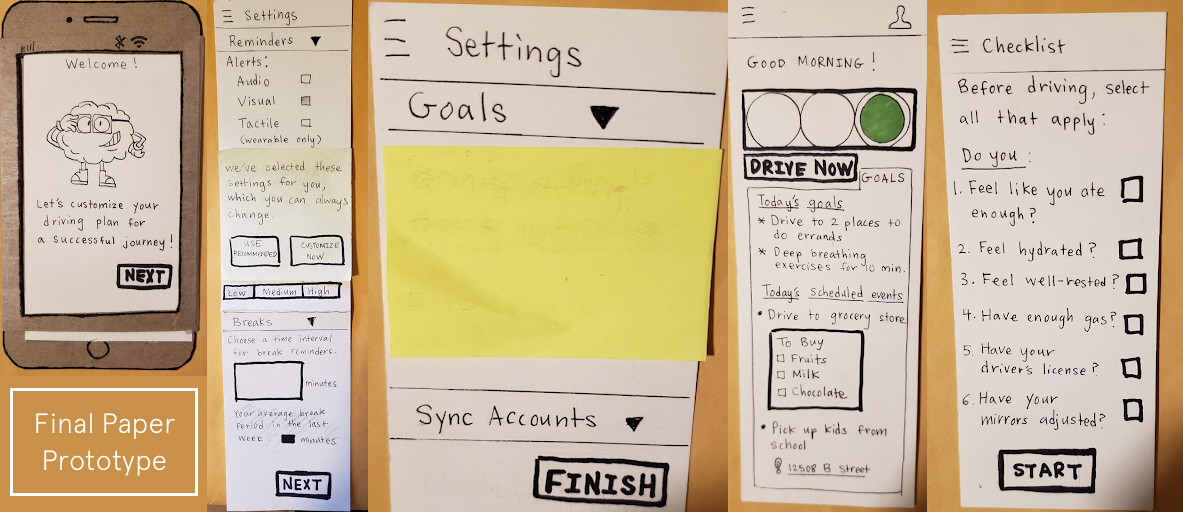 Welcome!
Let's customize your
driving plan for
a successful journey!
NEXT
Final Paper
Prototype
Settings
Reminders
Alerts:
Audio
Visual
Tactile
(wearable only)
we've selected these
settings for you,
which you can always
change.
USE
RECOMMENDED
CUSTOMIZE
NOW
Low Medium High
Breaks
Choose a time interval
for break reminders.
minutes
Your average break
period in the last
week: minutes
NEXT
Settings
Goals
Sync Accounts
FINISH
GOOD MORNING!
DRIVE NOW
GOALS
Today's goals
* Drive to 2 places to
do errands
* Deep breathing
exercises for 10 min.
Today's scheduled events
• Drive to grocery store
To Buy
Fruits
Milk
Chocolate
• Pick up kids from
school
12508 B Street
Checklist
Before driving, select
all that apply:
Do you:
1. Feel like you ate
enough?
2. Feel hydrated?
3. Feel well-rested?
4. Have enough gas?
5. Have your
driver's license?
6. Have your
mirrors adjusted?
START